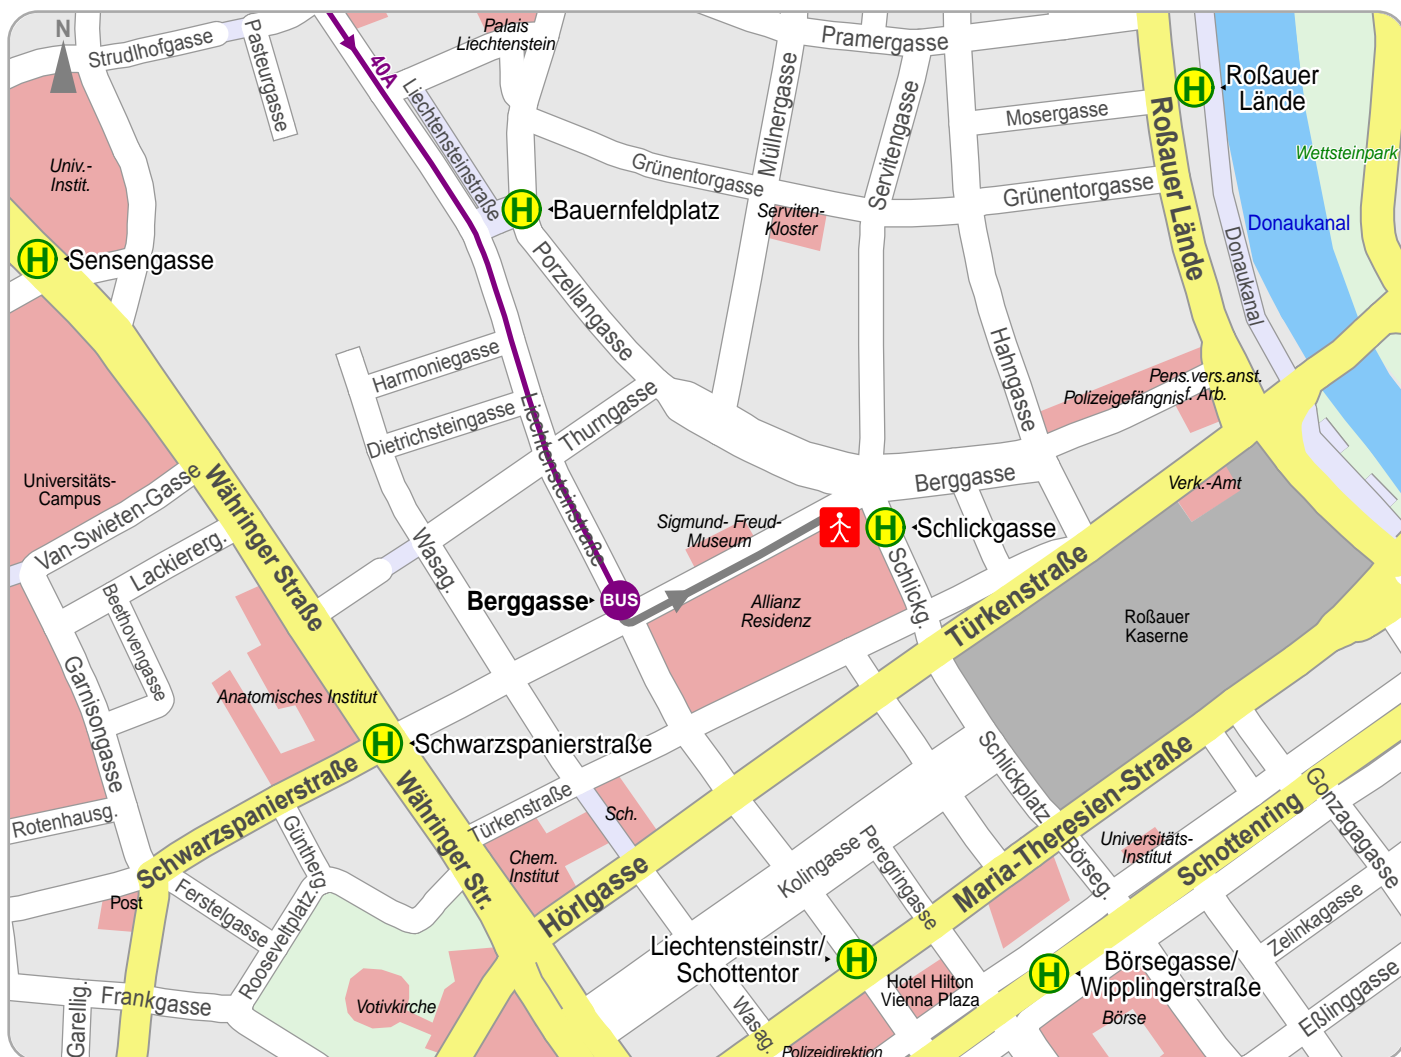 N
Strudlhofgasse
Pasteurgasse
40A
Palais
Liechtenstein
Pramergasse
Roßauer
Lände
Liechtensteinstraße
Müllnergasse
Servitengasse
Mosergasse
Roßauer Lände
Wettsteinpark
Univ.-
Instit.
Grünentorgasse
Grünentorgasse
H
H
Bauernfeldplatz
Serviten-
Kloster
Donaukanal
Donaukanal
H
Sensengasse
Porzellangasse
Harmoniegasse
Hahngasse
Pens.vers.anst.
f. Arb.
Polizeigefängnis
Dietrichsteingasse
Liechtensteinstraße
Thurngasse
Berggasse
Verk.-Amt
Universitäts-
Campus
Van-Swieten-Gasse
Währinger Straße
Lackiererg.
Wasag.
Sigmund- Freud-
Museum
H
Schlickgasse
Beethovengasse
Berggasse
BUS
Allianz
Residenz
Schlickg.
Türkenstraße
Roßauer
Kaserne
Garnisongasse
Anatomisches Institut
H
Schwarzspanierstraße
Schlickplatz
Maria-Theresien-Straße
Gonzagagasse
Rotenhausg.
Schwarzspanierstraße
Währinger Str.
Türkenstraße
Sch.
Güntherg.
Chem.
Institut
Kolingasse
Peregringasse
Börseg.
Universitäts-
Institut
Schottenring
Post
Ferstelgasse
Rooseveltplatz
Hörlgasse
Zelinkagasse
Liechtensteinstr/
Schottentor
H
Hotel Hilton
Vienna Plaza
H
Börsegasse/
Wipplingerstraße
Börse
Eßlinggasse
Garellig.
Frankgasse
Votivkirche
Wasag.
Polizeidirektion